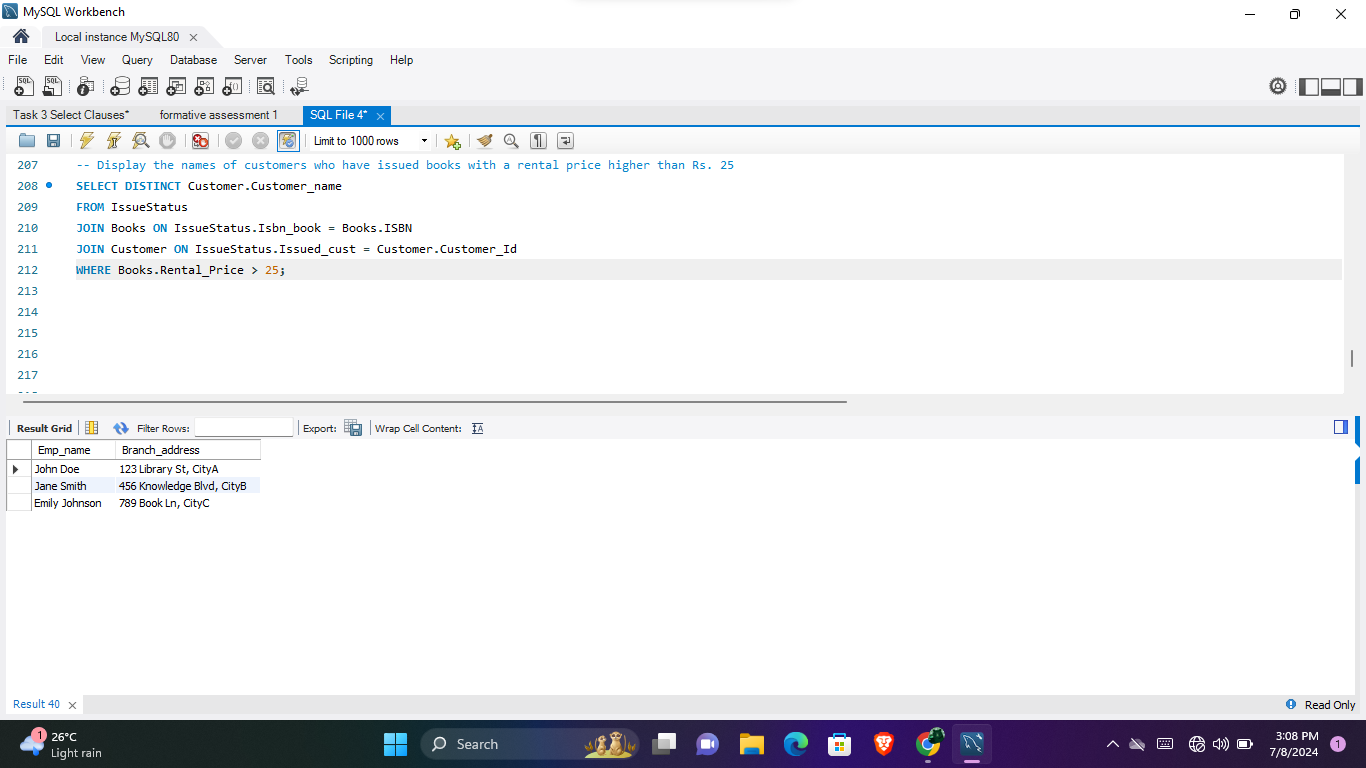 MySQL Workbench
Local instance MySQL80
File Edit View Query Database Server Tools Scripting Help
Task 3 Select Clauses* formative assessment 1 SQL File 4*
Limit to 1000 rows
207 -- Display the names of customers who have issued books with a rental price higher than Rs. 25
208 SELECT DISTINCT Customer.Customer_name
209 FROM IssueStatus
210 JOIN Books ON IssueStatus.Isbn_book = Books.ISBN
211 JOIN Customer ON IssueStatus.Issued_cust = Customer.Customer_Id
212 WHERE Books.Rental_Price > 25;
213
214
215
216
217
Result Grid Filter Rows: Export: Wrap Cell Content:
Emp_name Branch_address
John Doe 123 Library St, CityA
Jane Smith 456 Knowledge Blvd, CityB
Emily Johnson 789 Book Ln, CityC
Result 40 Read Only
1 26°C
Light rain
Search
3:08 PM
7/8/2024
1